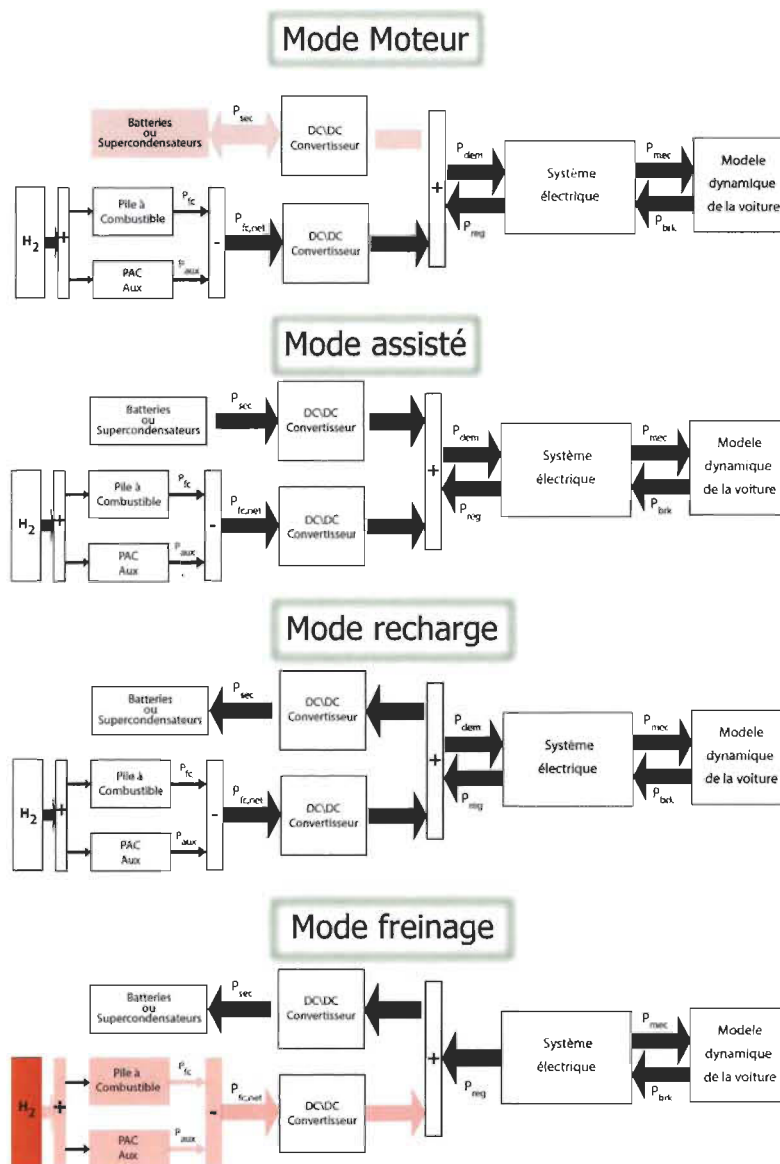 Mode Moteur
Batteries
ou
Supercondensateurs
P_sec
DC\DC
Convertisseur
H2
+
Pile à
Combustible
P_fc
PAC
Aux
P_aux
-
P_fc,net
DC\DC
Convertisseur
+
P_dem
P_reg
Système
électrique
P_mec
P_brk
Modele
dynamique
de la voiture
Mode assisté
Batteries
ou
Supercondensateurs
P_sec
DC\DC
Convertisseur
H2
+
Pile à
Combustible
P_fc
PAC
Aux
P_aux
-
P_fc,net
DC\DC
Convertisseur
+
P_dem
P_reg
Système
électrique
P_mec
P_brk
Modele
dynamique
de la voiture
Mode recharge
Batteries
ou
Supercondensateurs
P_sec
DC\DC
Convertisseur
H2
+
Pile à
Combustible
P_fc
PAC
Aux
P_aux
-
P_fc,net
DC\DC
Convertisseur
+
P_dem
P_reg
Système
électrique
P_mec
P_brk
Modele
dynamique
de la voiture
Mode freinage
Batteries
ou
Supercondensateurs
P_sec
DC\DC
Convertisseur
H2
+
Pile à
Combustible
P_fc
PAC
Aux
P_aux
-
P_fc,net
DC\DC
Convertisseur
+
P_reg
Système
électrique
P_mec
P_brk
Modele
dynamique
de la voiture